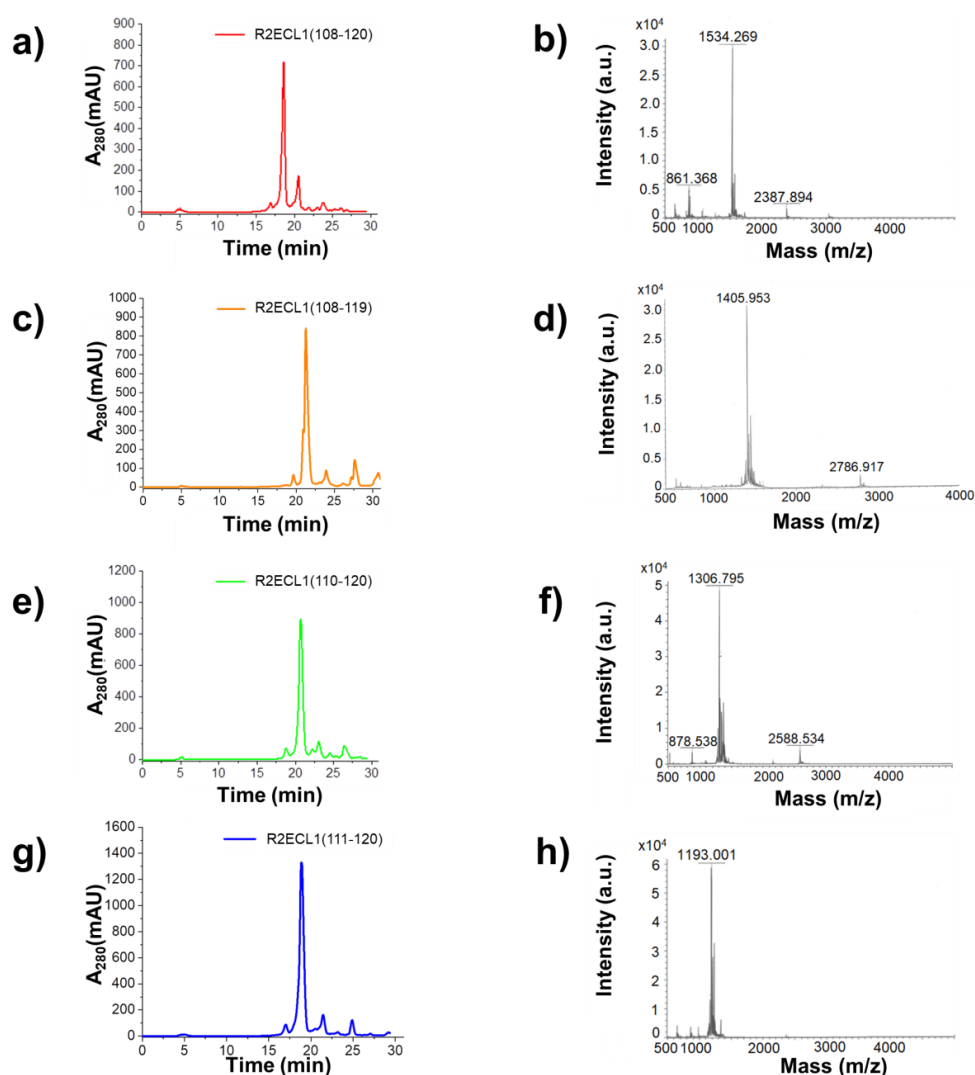 a)
R2ECL1(108-120)
900
800
700
600
500
400
300
200
100
0
A280(mAU)
0 5 10 15 20 25 30
Time (min)
b)
x10^4
1534.269
3.0
2.5
2.0
1.5
1.0
0.5
0
861.368
2387.894
Intensity (a.u.)
500 1000 2000 3000 4000
Mass (m/z)
c)
R2ECL1(108-119)
1000
900
800
700
600
500
400
300
200
100
0
A280(mAU)
0 5 10 15 20 25 30
Time (min)
d)
x10^4
1405.953
3.0
2.5
2.0
1.5
1.0
0.5
0
2786.917
Intensity (a.u.)
500 1000 2000 3000 4000
Mass (m/z)
e)
R2ECL1(110-120)
1200
1000
800
600
400
200
0
A280(mAU)
0 5 10 15 20 25 30
Time (min)
f)
x10^4
1306.795
5
4
3
2
1
0
878.538
2588.534
Intensity (a.u.)
500 1000 2000 3000 4000
Mass (m/z)
g)
R2ECL1(111-120)
1600
1400
1200
1000
800
600
400
200
0
A280(mAU)
0 5 10 15 20 25 30
Time (min)
h)
x10^4
1193.001
6
5
4
3
2
1
0
Intensity (a.u.)
500 1000 2000 3000 4000
Mass (m/z)